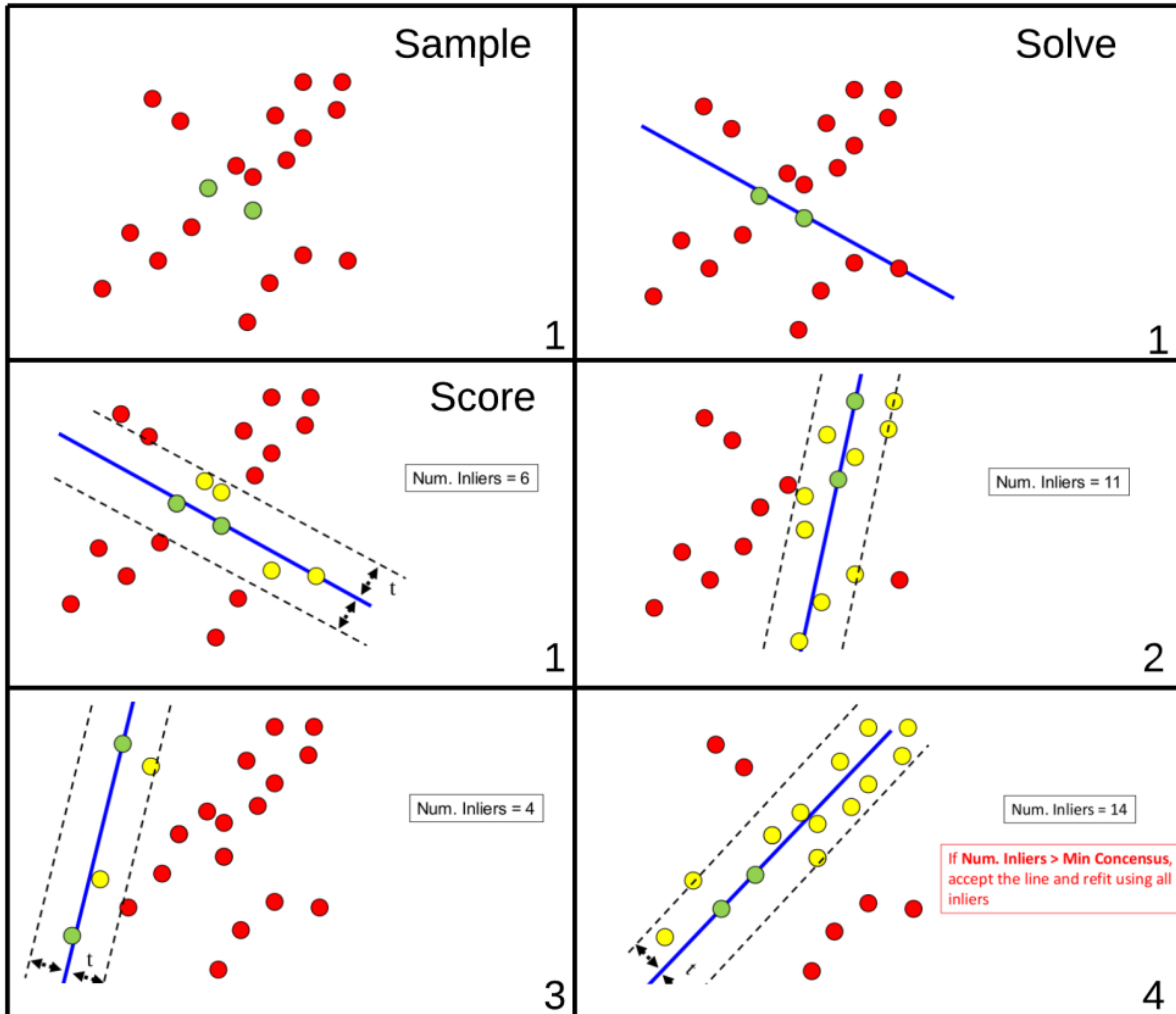 Sample
1
Solve
1
Score
Num. Inliers = 6
t
1
Num. Inliers = 11
2
Num. Inliers = 4
t
3
Num. Inliers = 14
If Num. Inliers > Min Concensus,
accept the line and refit using all
inliers
t
4